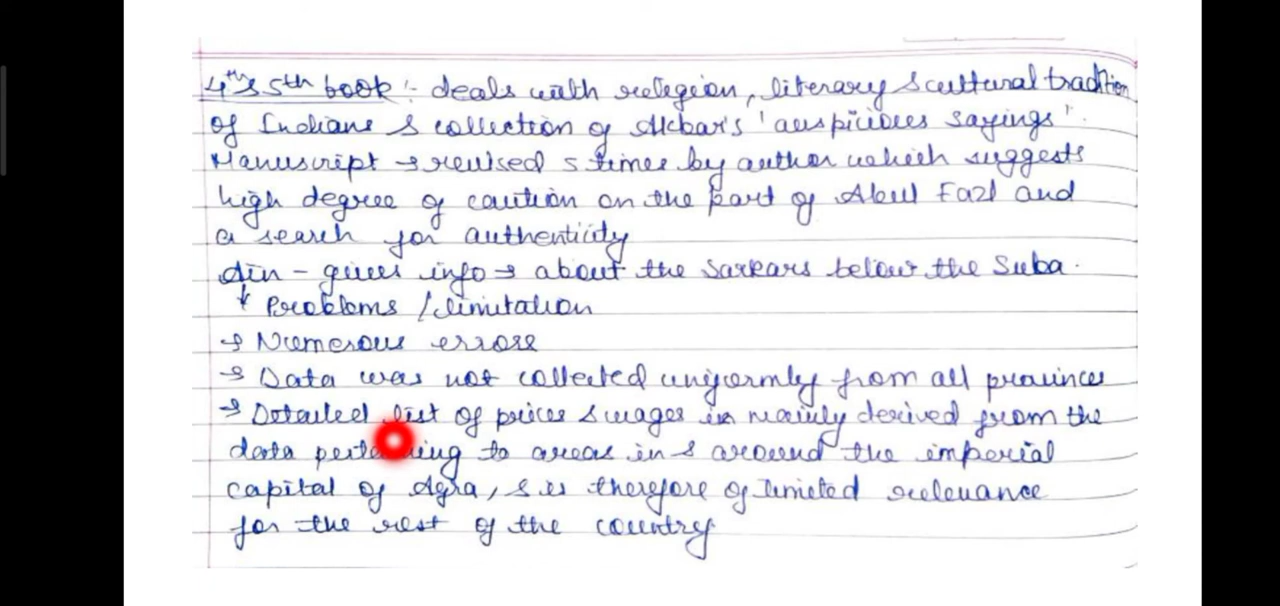 4th & 5th book :- deals with religion, literary & cultural tradition
of Indians & collection of Akbar's 'auspicious sayings'.
Manuscript → revised 5 times by author which suggests
high degree of caution on the part of Abul Fazl and
a search for authenticity
Ain - gives info → about the Sarkars below the Suba.
* Problems / limitation
→ Numerous errors
→ Data was not collected uniformly from all provinces
→ Detailed list of prices & wages is mainly derived from the
data pertaining to areas in & around the imperial
capital of Agra, & is therefore of limited relevance
for the rest of the country